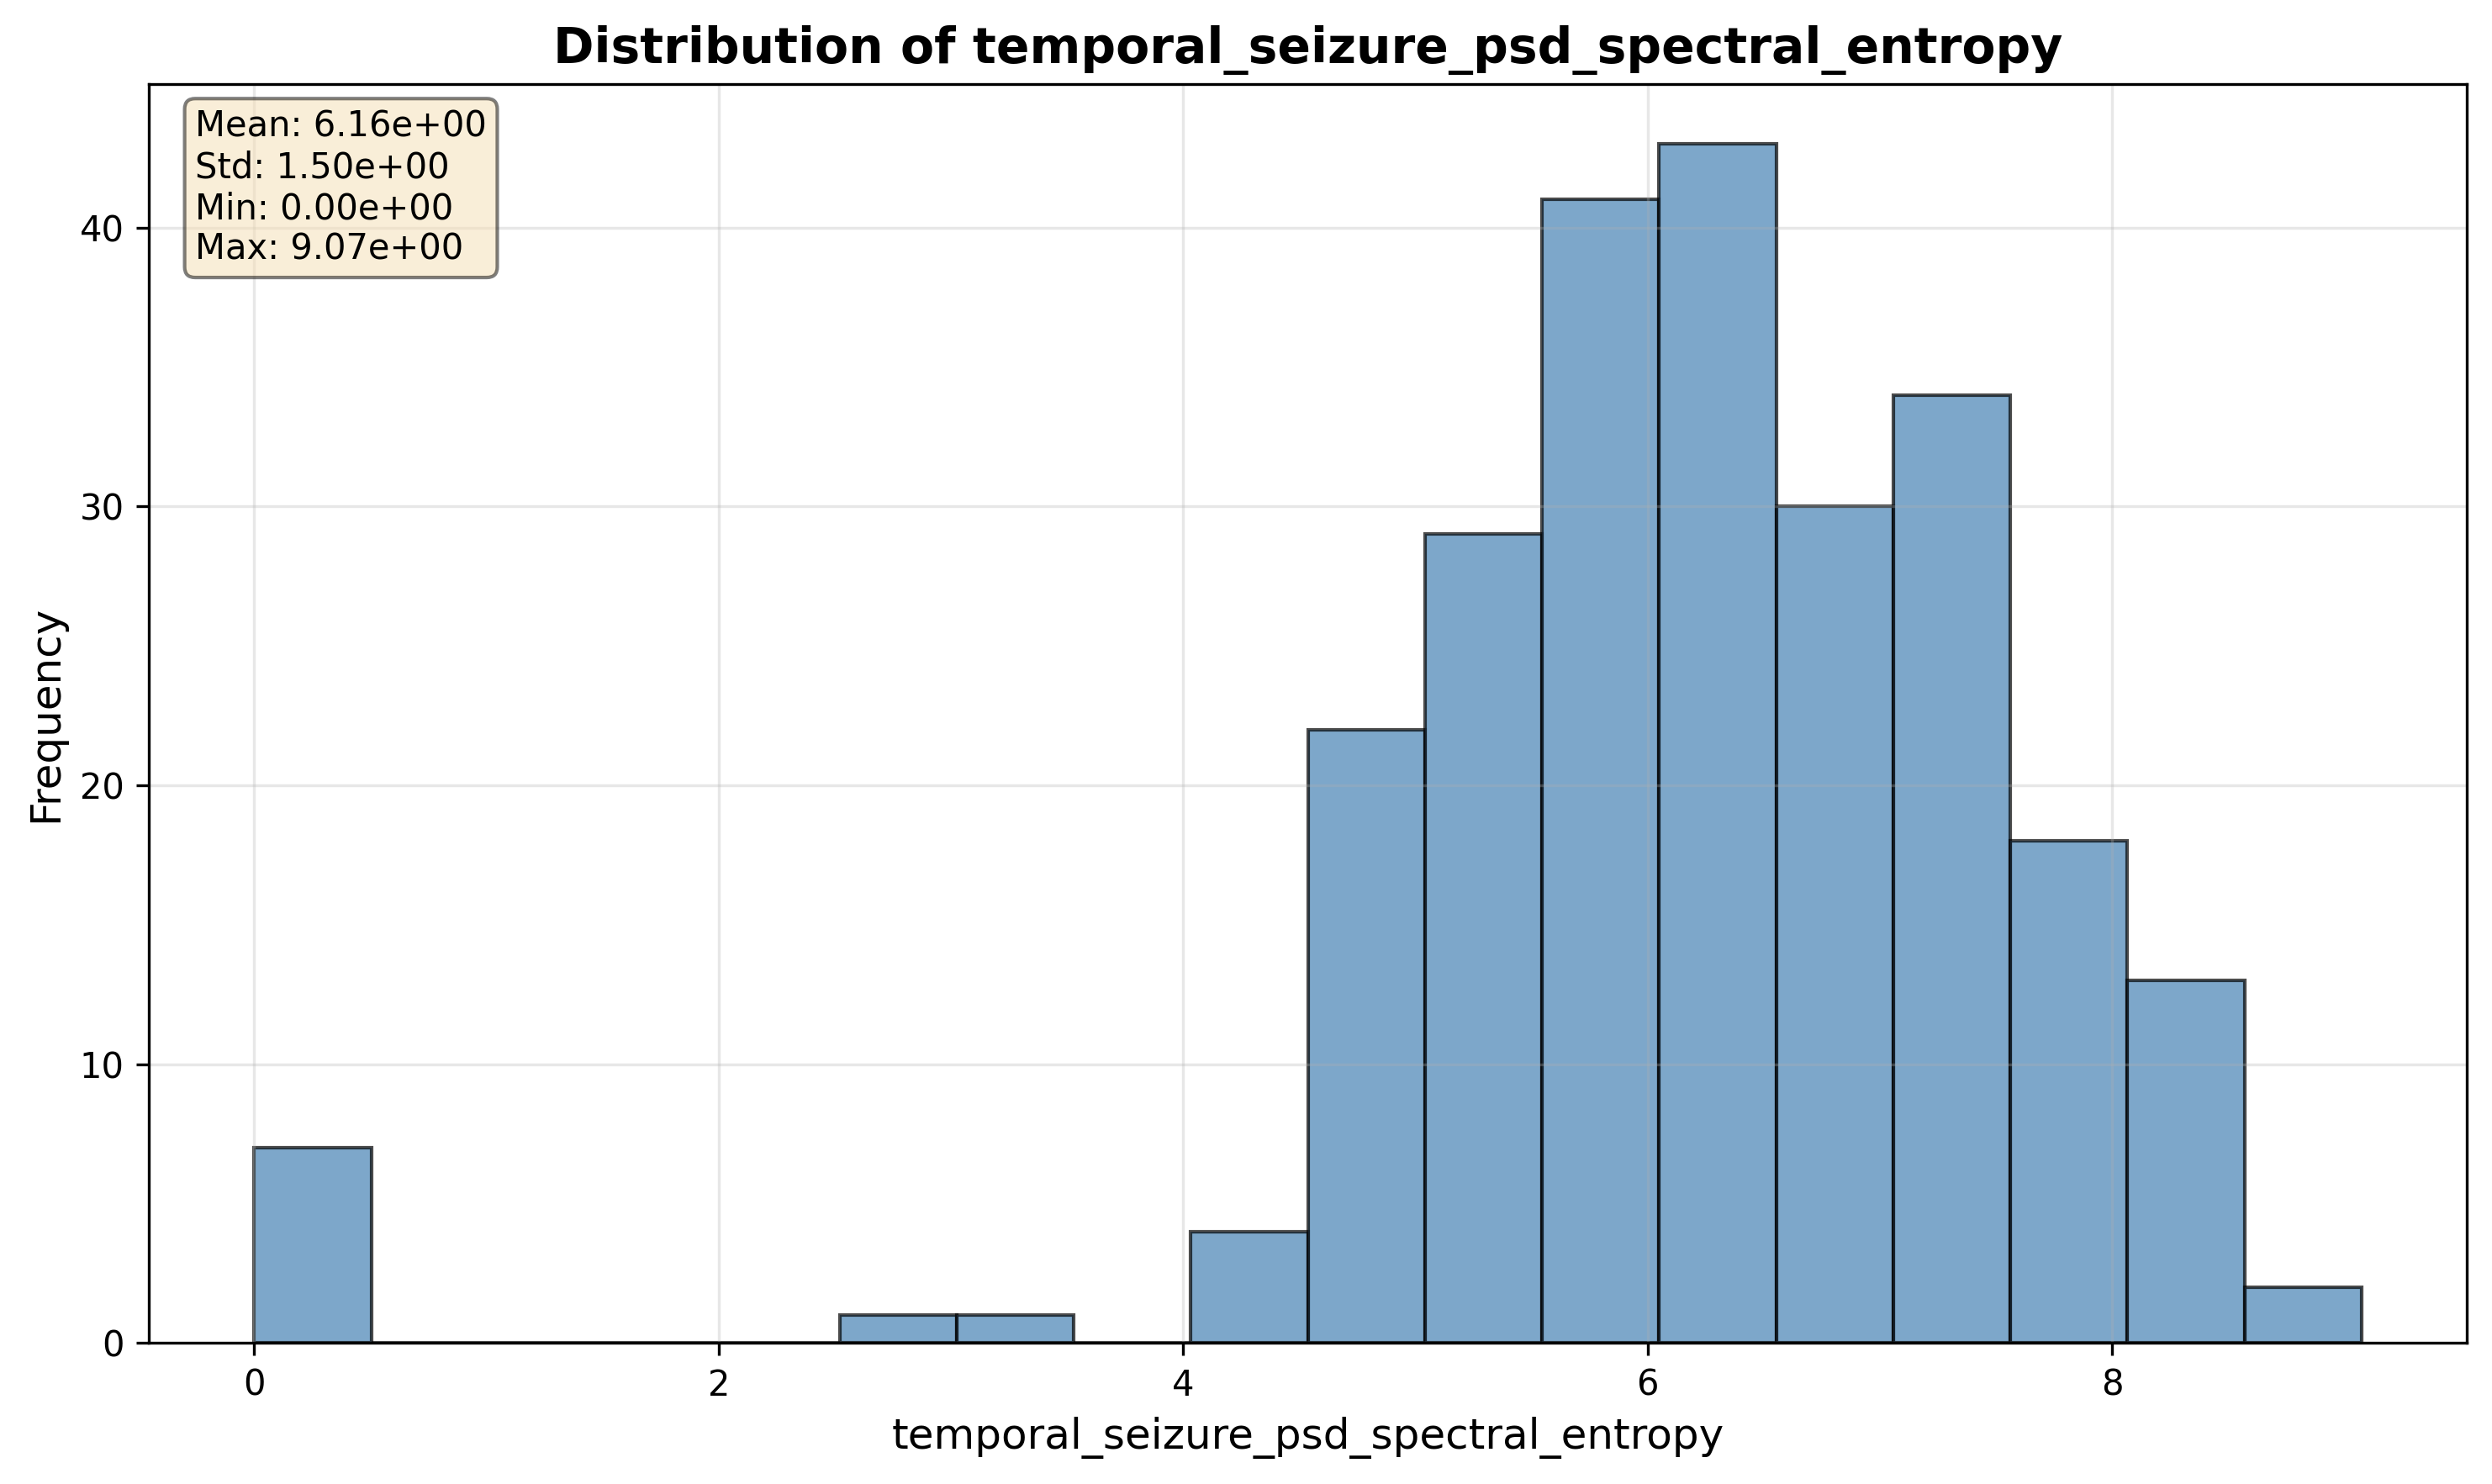 Distribution of temporal_seizure_psd_spectral_entropy
Mean: 6.16e+00
Std: 1.50e+00
Min: 0.00e+00
Max: 9.07e+00
Frequency
40
30
20
10
0
0 2 4 6 8
temporal_seizure_psd_spectral_entropy